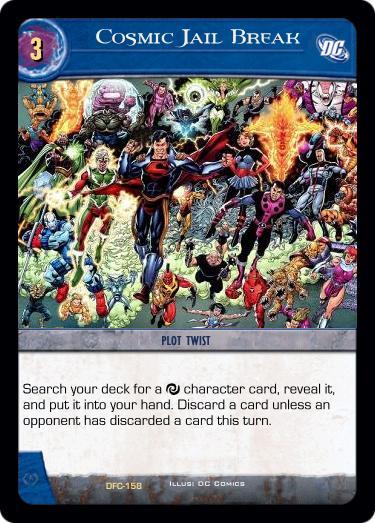 3
COSMIC JAIL BREAK
DC
PLOT TWIST
Search your deck for a character card, reveal it,
and put it into your hand. Discard a card unless an
opponent has discarded a card this turn.
DFC-158
ILLUS: DC COMICS